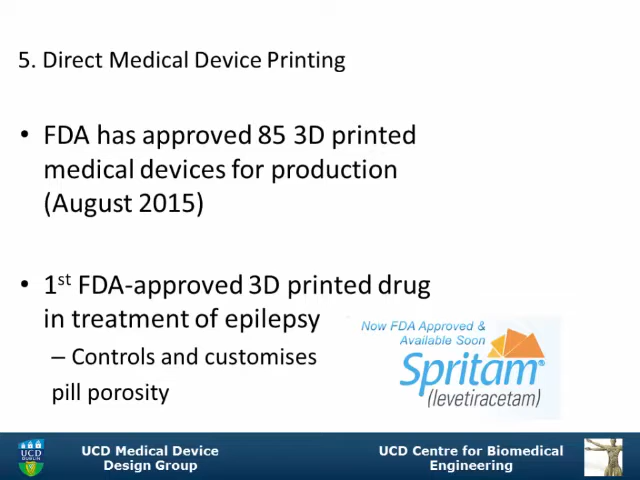 5. Direct Medical Device Printing
• FDA has approved 85 3D printed
medical devices for production
(August 2015)
• 1st FDA-approved 3D printed drug
in treatment of epilepsy
– Controls and customises
pill porosity
Now FDA Approved &
Available Soon
Spritam®
(levetiracetam)
UCD
DUBLIN
UCD Medical Device
Design Group
UCD Centre for Biomedical
Engineering